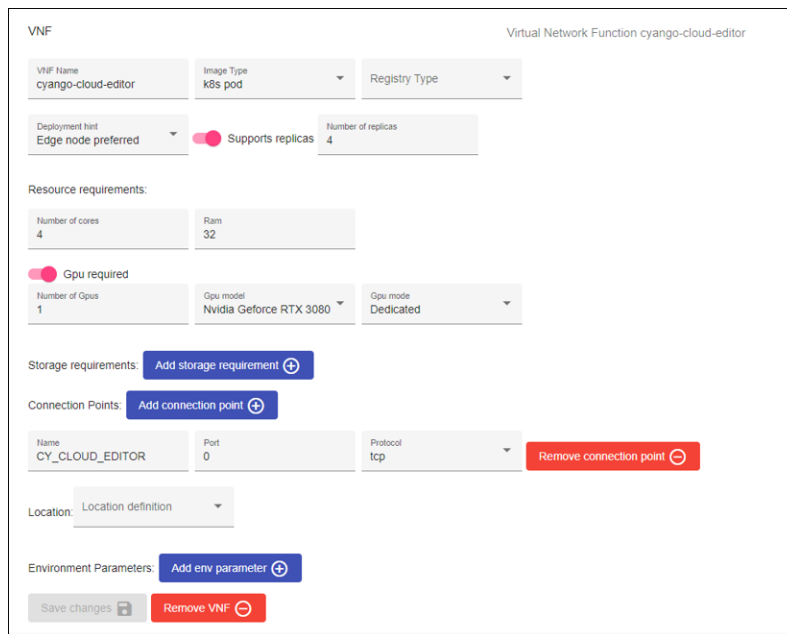 VNF
Virtual Network Function cyango-cloud-editor
VNF Name
cyango-cloud-editor
Image Type
k8s pod
Registry Type
Deployment hint
Edge node preferred
Supports replicas
Number of replicas
4
Resource requirements:
Number of cores
4
Ram
32
Gpu required
Number of Gpus
1
Gpu model
Nvidia Geforce RTX 3080
Gpu mode
Dedicated
Storage requirements:
Add storage requirement
Connection Points:
Add connection point
Name
CY_CLOUD_EDITOR
Port
0
Protocol
tcp
Remove connection point
Location:
Location definition
Environment Parameters:
Add env parameter
Save changes
Remove VNF